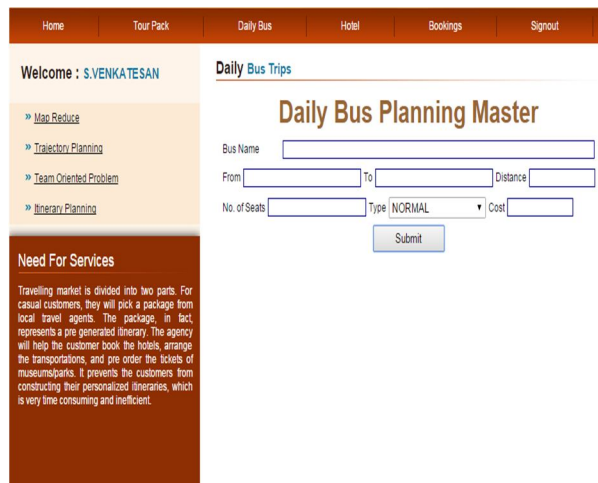 Home Tour Pack Daily Bus Hotel Bookings Signout
Welcome : S.VENKATESAN
» Map Reduce
» Trajectory Planning
» Team Oriented Problem
» Itinerary Planning
Need For Services
Travelling market is divided into two parts. For
casual customers, they will pick a package from
local travel agents. The package, in fact,
represents a pre generated itinerary. The agency
will help the customer book the hotels, arrange
the transportations, and pre order the tickets of
museums/parks. It prevents the customers from
constructing their personalized itineraries, which
is very time consuming and inefficient.
Daily Bus Trips
Daily Bus Planning Master
Bus Name
From To Distance
No. of Seats Type NORMAL Cost
Submit